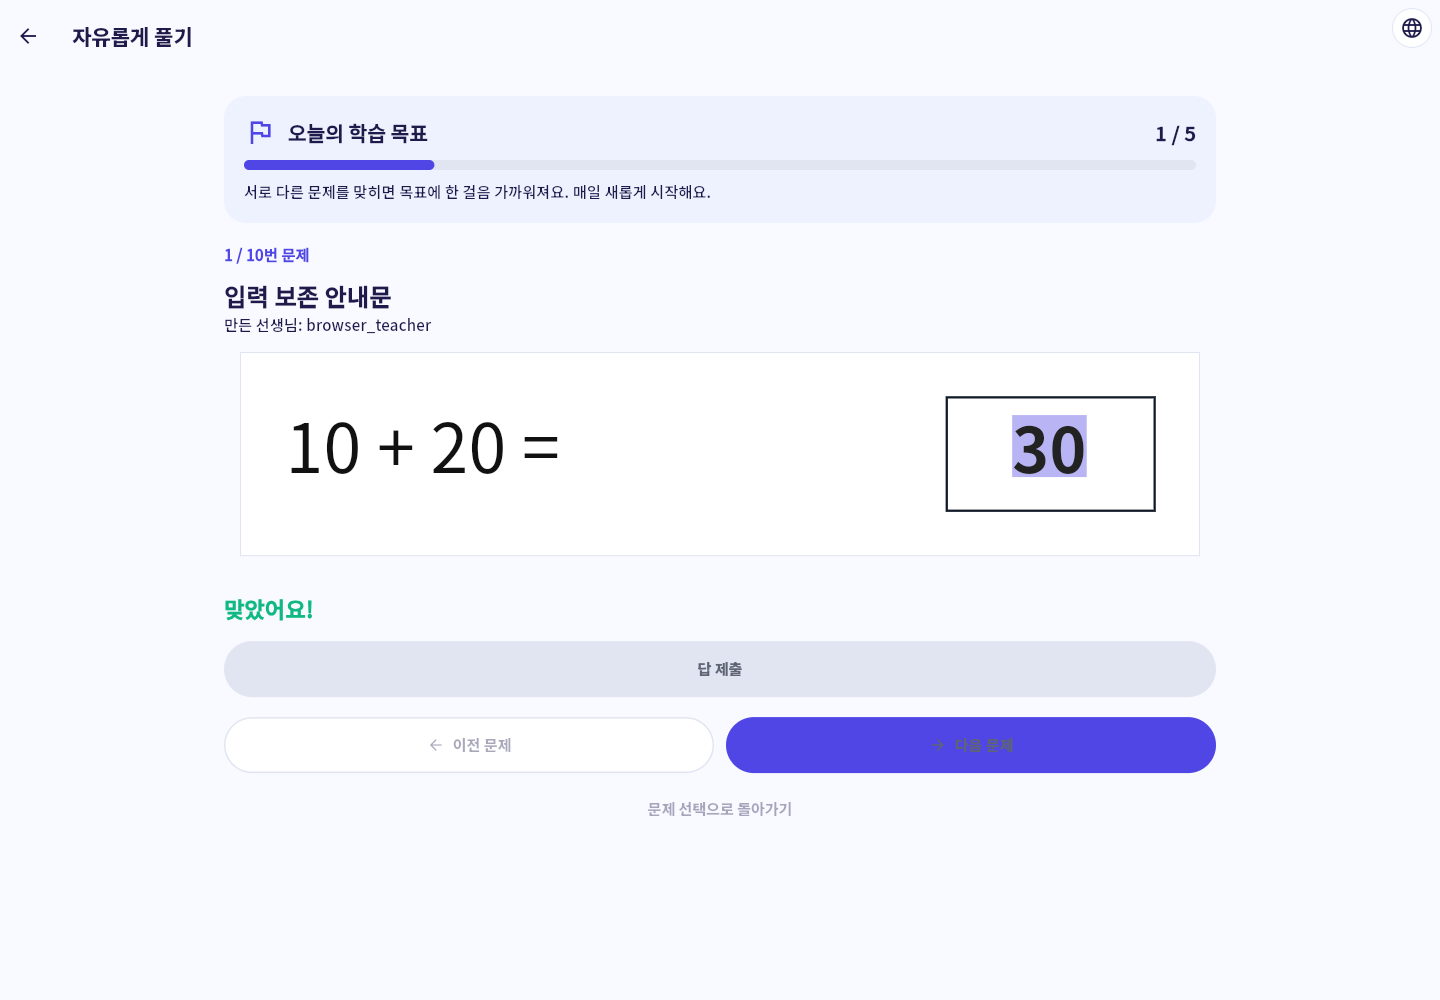 자유롭게 풀기
오늘의 학습 목표
1 / 5
서로 다른 문제를 맞히면 목표에 한 걸음 가까워져요. 매일 새롭게 시작해요.
1 / 10번 문제
입력 보존 안내문
만든 선생님: browser_teacher
10 + 20 =
30
맞았어요!
답 제출
이전 문제
다음 문제
문제 선택으로 돌아가기